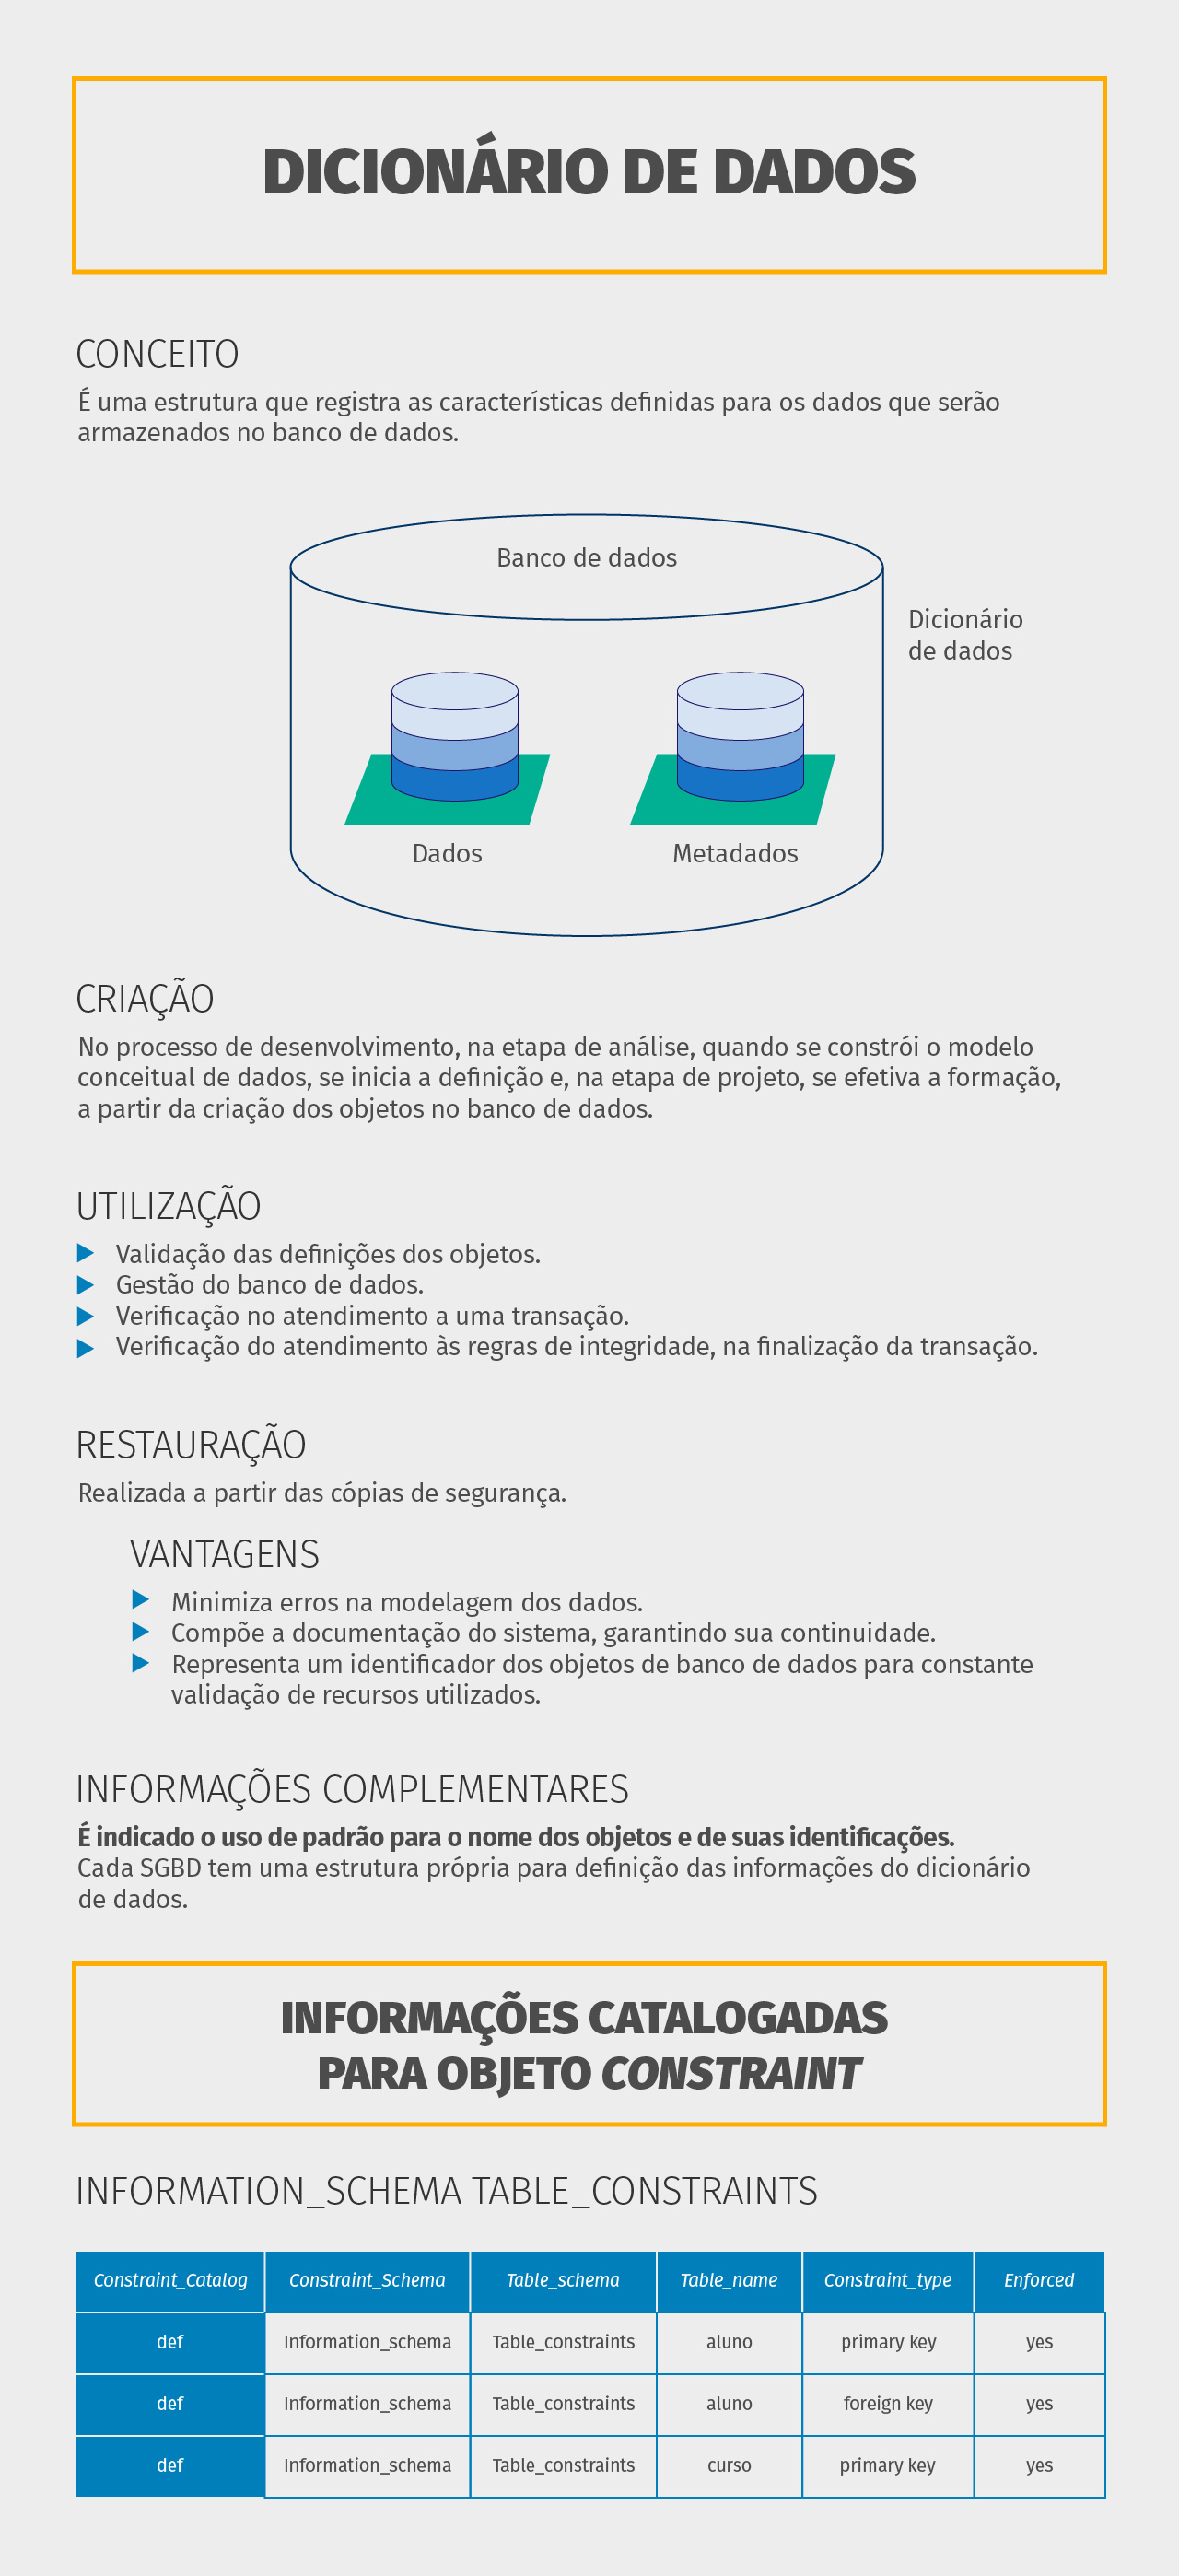 DICIONÁRIO DE DADOS
CONCEITO
É uma estrutura que registra as características definidas para os dados que serão
armazenados no banco de dados.
Banco de dados
Dicionário
de dados
Dados
Metadados
CRIAÇÃO
No processo de desenvolvimento, na etapa de análise, quando se constrói o modelo
conceitual de dados, se inicia a definição e, na etapa de projeto, se efetiva a formação,
a partir da criação dos objetos no banco de dados.
UTILIZAÇÃO
Validação das definições dos objetos.
Gestão do banco de dados.
Verificação no atendimento a uma transação.
Verificação do atendimento às regras de integridade, na finalização da transação.
RESTAURAÇÃO
Realizada a partir das cópias de segurança.
VANTAGENS
Minimiza erros na modelagem dos dados.
Compõe a documentação do sistema, garantindo sua continuidade.
Representa um identificador dos objetos de banco de dados para constante
validação de recursos utilizados.
INFORMAÇÕES COMPLEMENTARES
É indicado o uso de padrão para o nome dos objetos e de suas identificações.
Cada SGBD tem uma estrutura própria para definição das informações do dicionário
de dados.
INFORMAÇÕES CATALOGADAS
PARA OBJETO CONSTRAINT
INFORMATION_SCHEMA TABLE_CONSTRAINTS
Constraint_Catalog Constraint_Schema Table_schema Table_name Constraint_type Enforced
def Information_schema Table_constraints aluno primary key yes
def Information_schema Table_constraints aluno foreign key yes
def Information_schema Table_constraints curso primary key yes